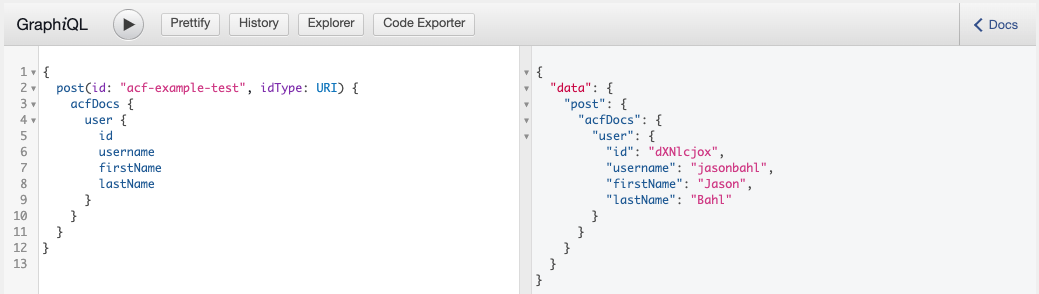 GraphiQL Prettify History Explorer Code Exporter Docs
1 {
2 post(id: "acf-example-test", idType: URI) {
3 acfDocs {
4 user {
5 id
6 username
7 firstName
8 lastName
9 }
10 }
11 }
12 }
13
{
"data": {
"post": {
"acfDocs": {
"user": {
"id": "dXNlcjox",
"username": "jasonbahl",
"firstName": "Jason",
"lastName": "Bahl"
}
}
}
}
}